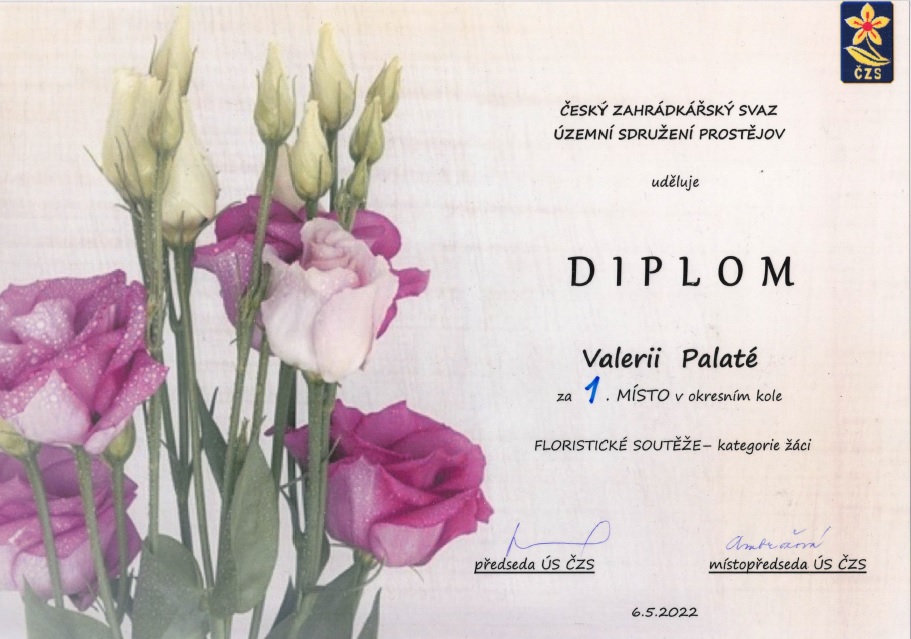 ČZS
ČESKÝ ZAHRÁDKÁŘSKÝ SVAZ
ÚZEMNÍ SDRUŽENÍ PROSTĚJOV
uděluje
DIPLOM
Valerii Palaté
za 1. MÍSTO v okresním kole
FLORISTICKÉ SOUTĚŽE– kategorie žáci
Ambrožová
předseda ÚS ČZS místopředseda ÚS ČZS
6.5.2022